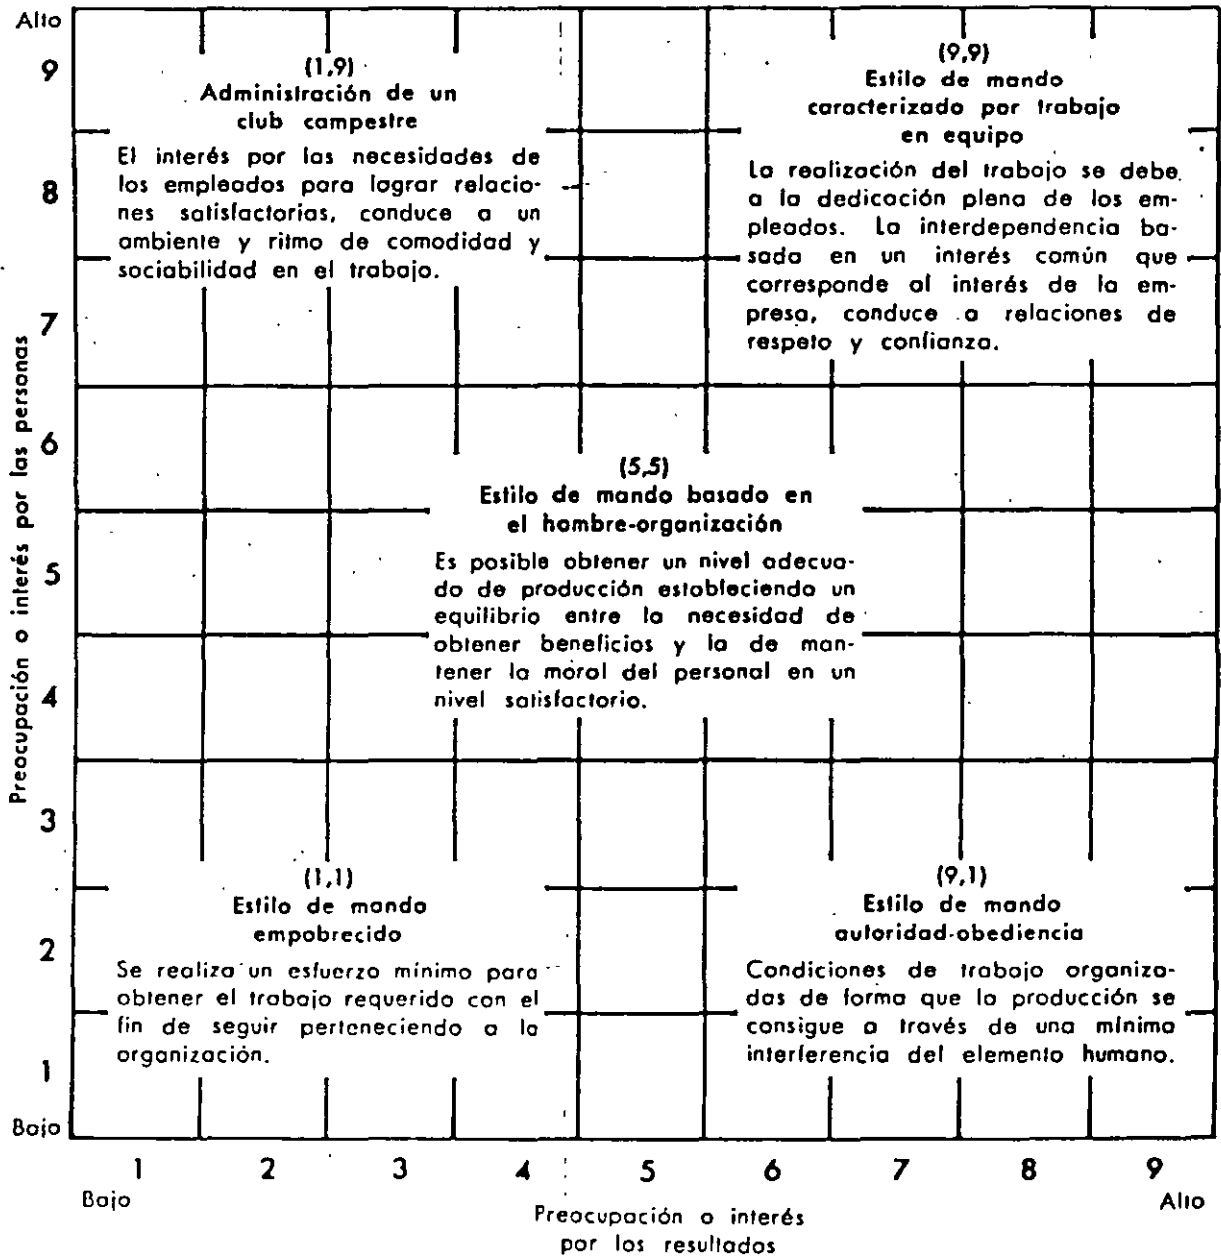 Alto
9
8
7
6
5
4
3
2
1
Bajo
Preocupación o interés por las personas
(1,9)
Administración de un
club campestre
El interés por las necesidades de
los empleados para lograr relacio-
nes satisfactorias, conduce a un
ambiente y ritmo de comodidad y
sociabilidad en el trabajo.
(9,9)
Estilo de mando
caracterizado por trabajo
en equipo
La realización del trabajo se debe
a la dedicación plena de los em-
pleados. La interdependencia ba-
sada en un interés común que
corresponde al interés de la em-
presa, conduce a relaciones de
respeto y confianza.
(5,5)
Estilo de mando basado en
el hombre-organización
Es posible obtener un nivel adecua-
do de producción estableciendo un
equilibrio entre la necesidad de
obtener beneficios y la de man-
tener la moral del personal en un
nivel satisfactorio.
(1,1)
Estilo de mando
empobrecido
Se realiza un esfuerzo mínimo para
obtener el trabajo requerido con el
fin de seguir perteneciendo a la
organización.
(9,1)
Estilo de mando
autoridad-obediencia
Condiciones de trabajo organiza-
das de forma que la producción se
consigue a través de una mínima
interferencia del elemento humano.
1 2 3 4 5 6 7 8 9
Bajo
Alto
Preocupación o interés
por los resultados